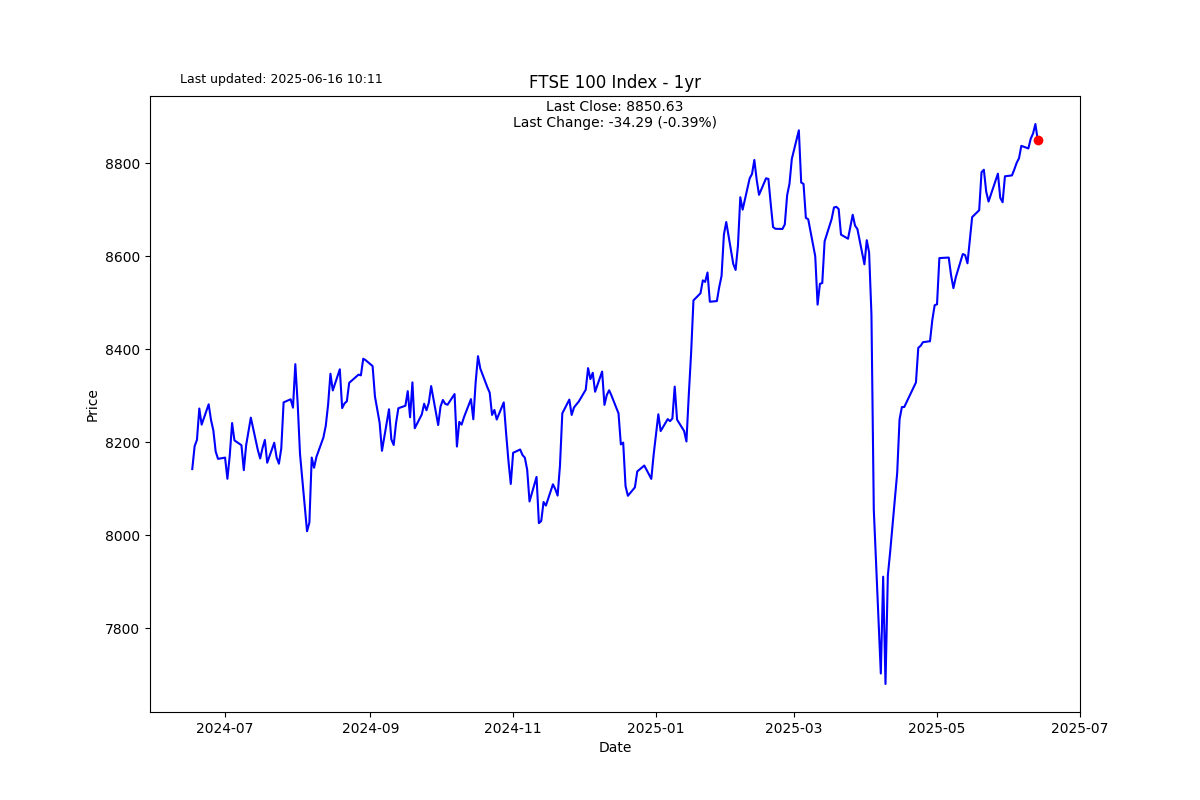 Last updated: 2025-06-16 10:11
FTSE 100 Index - 1yr
Last Close: 8850.63
Last Change: -34.29 (-0.39%)
8800
8600
8400
8200
8000
7800
Price
2024-07
2024-09
2024-11
2025-01
2025-03
2025-05
2025-07
Date